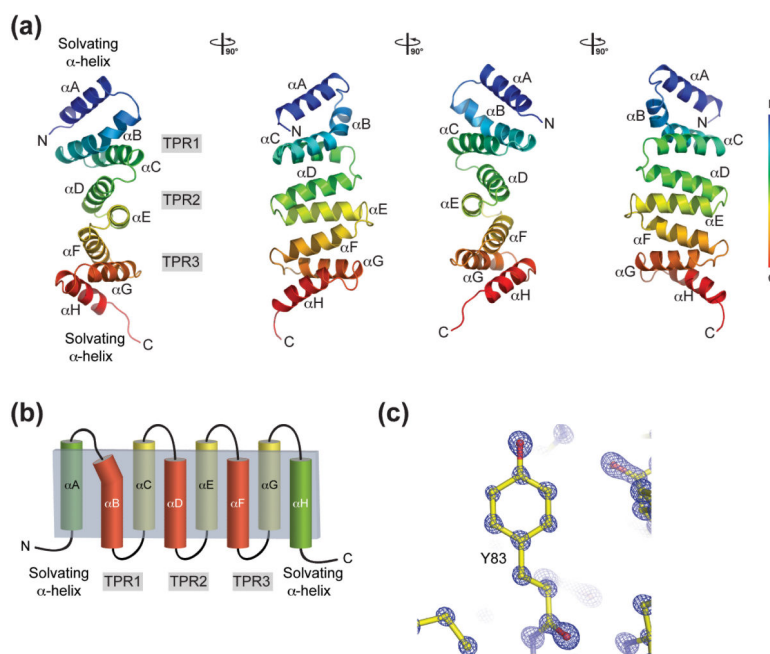 (a)
Solvating
α-helix
90°
90°
90°
αA
αA
αA
αA
N
N
N
N
αB
αB
αB
αB
TPR1
αC
αC
αC
αC
αD
αD
αD
TPR2
αE
αE
αE
αE
αF
αF
αF
αF
TPR3
αG
αG
αG
αG
αH
αH
αH
αH
Solvating
α-helix
C
C
C
C
(b)
αA
αB
αC
αD
αE
αF
αG
αH
N
C
Solvating
α-helix
TPR1
TPR2
TPR3
Solvating
α-helix
(c)
Y83